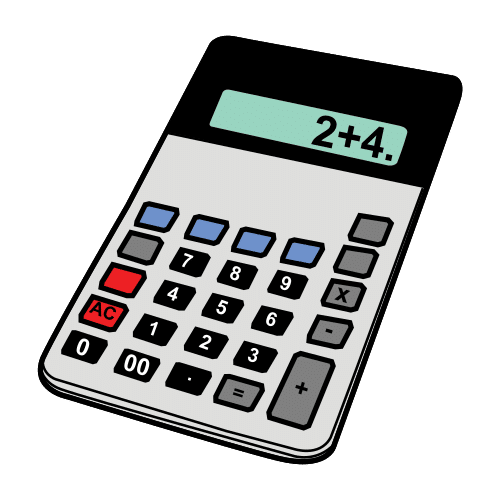 2+4.
7 8 9 x
4 5 6 -
AC 1 2 3
0 00 . = +